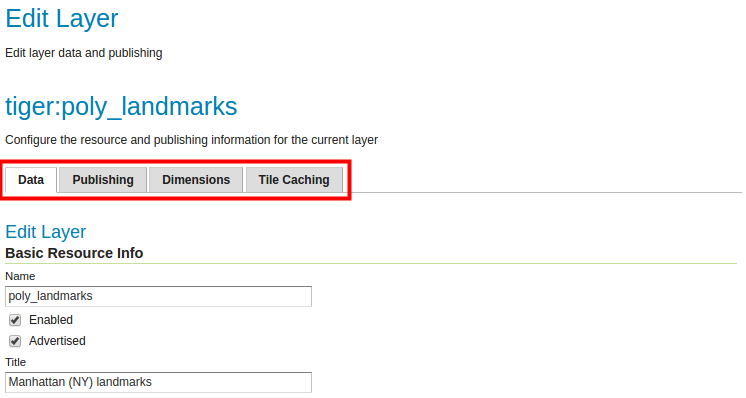 Edit Layer
Edit layer data and publishing
tiger:poly_landmarks
Configure the resource and publishing information for the current layer
Data Publishing Dimensions Tile Caching
Edit Layer
Basic Resource Info
Name
poly_landmarks
Enabled
Advertised
Title
Manhattan (NY) landmarks